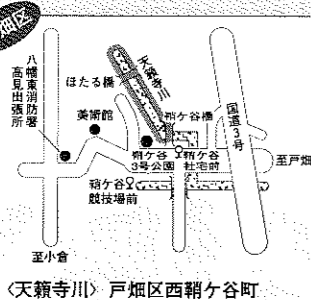 畑区
八幡東消防署
高見出張所
ほたる橋
美術館
天籟寺川
鞘ケ谷橋
国道3号
鞘ケ谷
3号公園
鞘ケ谷
社宅前
至戸畑
鞘ケ谷
競技場前
至小倉
〈天籟寺川〉戸畑区西鞘ケ谷町